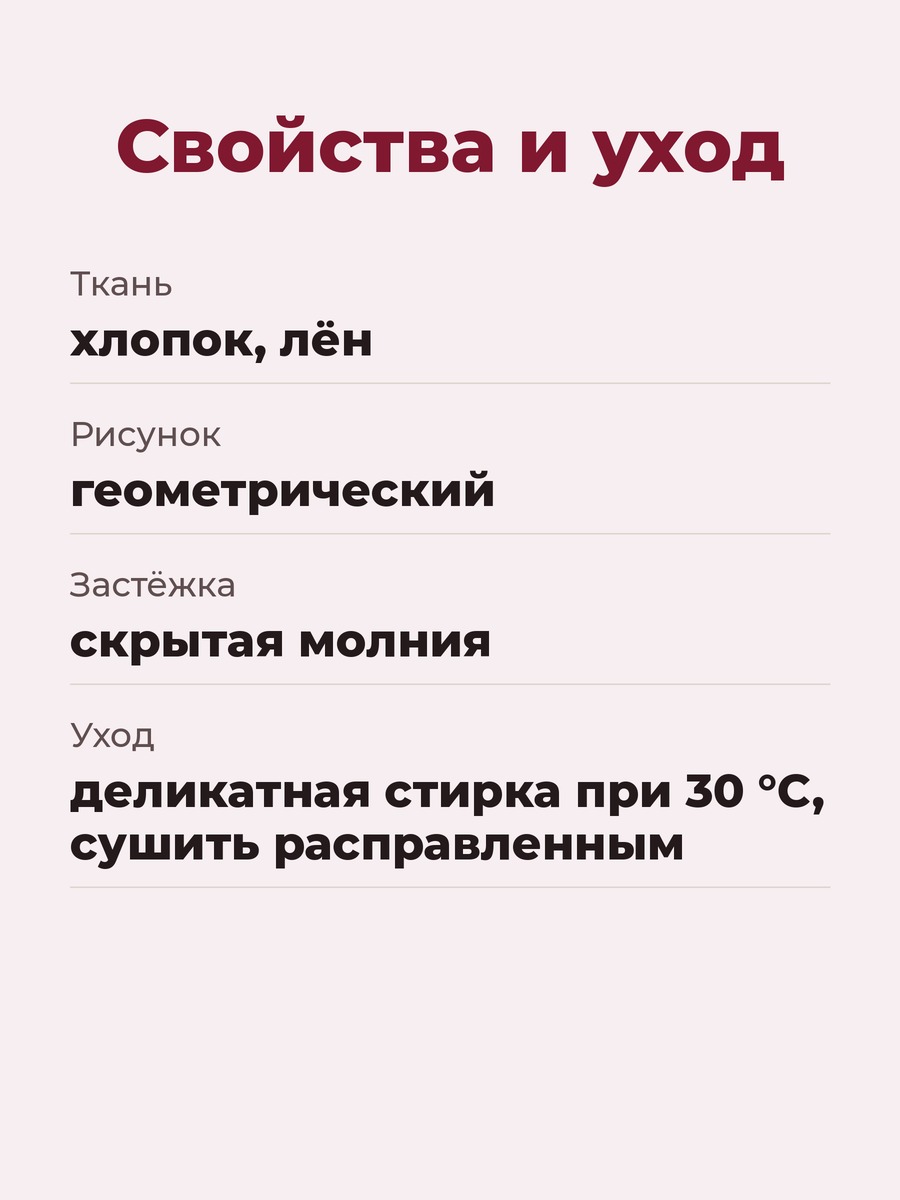 Свойства и уход
Ткань
хлопок, лён
Рисунок
геометрический
Застёжка
скрытая молния
Уход
деликатная стирка при 30 °C,
сушить расправленным